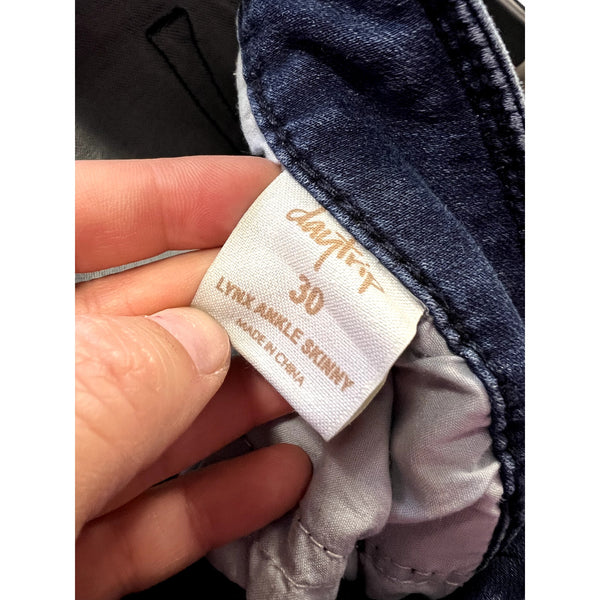 daytrip
30
LYNX ANKLE SKINNY
MADE IN CHINA